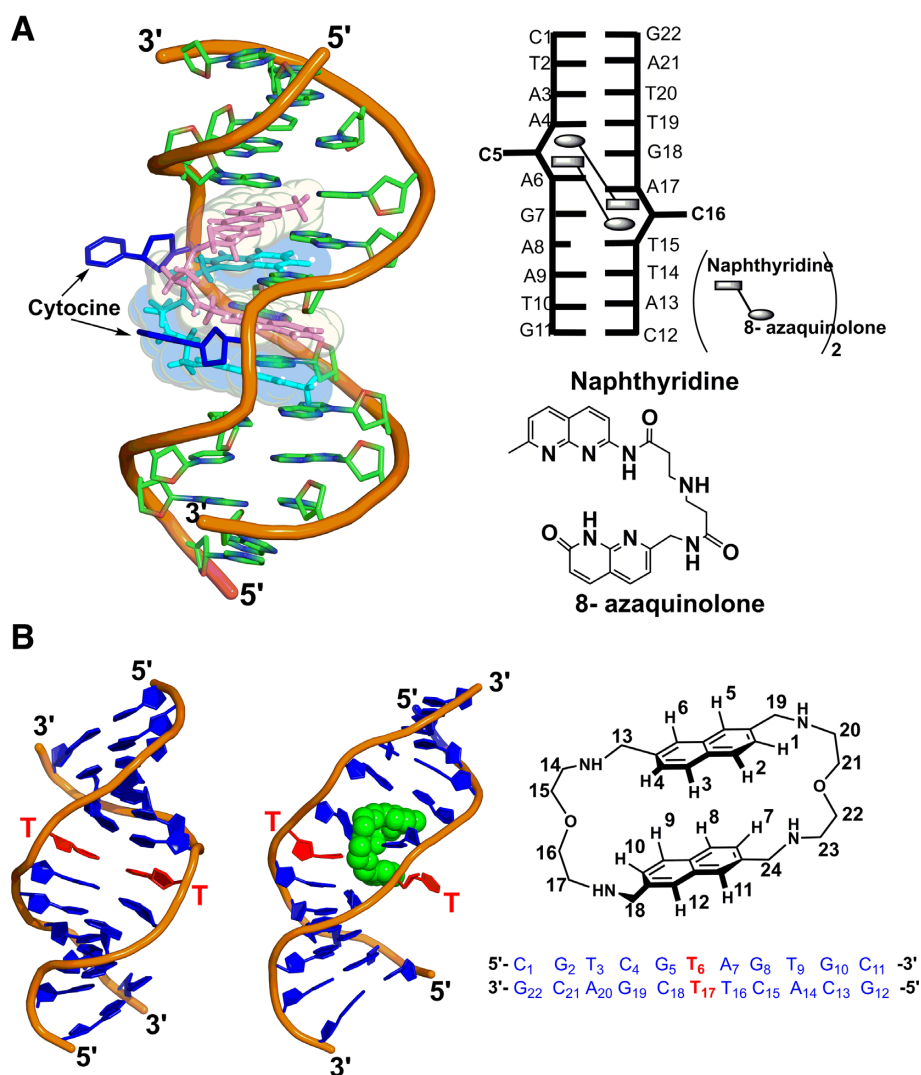 A
3'
5'
Cytocine
3'
5'
C1 G22
T2 A21
A3 T20
A4 T19
C5 G18
A6 A17
G7 C16
A8 T15
A9 T14
T10 A13
G11 C12
Naphthyridine
8- azaquinolone
2
Naphthyridine
O
N N N
H
NH
O NH N N
H
O
8- azaquinolone
B
5'
3'
T
T
3'
5'
5'
3'
T
T
5'
3'
H 5
6 H
19
H N
20
13
H 1
14 NH
H 2
21
15
H4 H 3
O
O
9 8 7
22
H H H
10 H
H N
23
16
24
17 HN
18
H 12 H 11
5'- C1 G2 T3 C4 G5 T6 A7 G8 T9 G10 C11 -3'
3'- G22 C21 A20 G19 C18 T17 T16 C15 A14 C13 G12 -5'